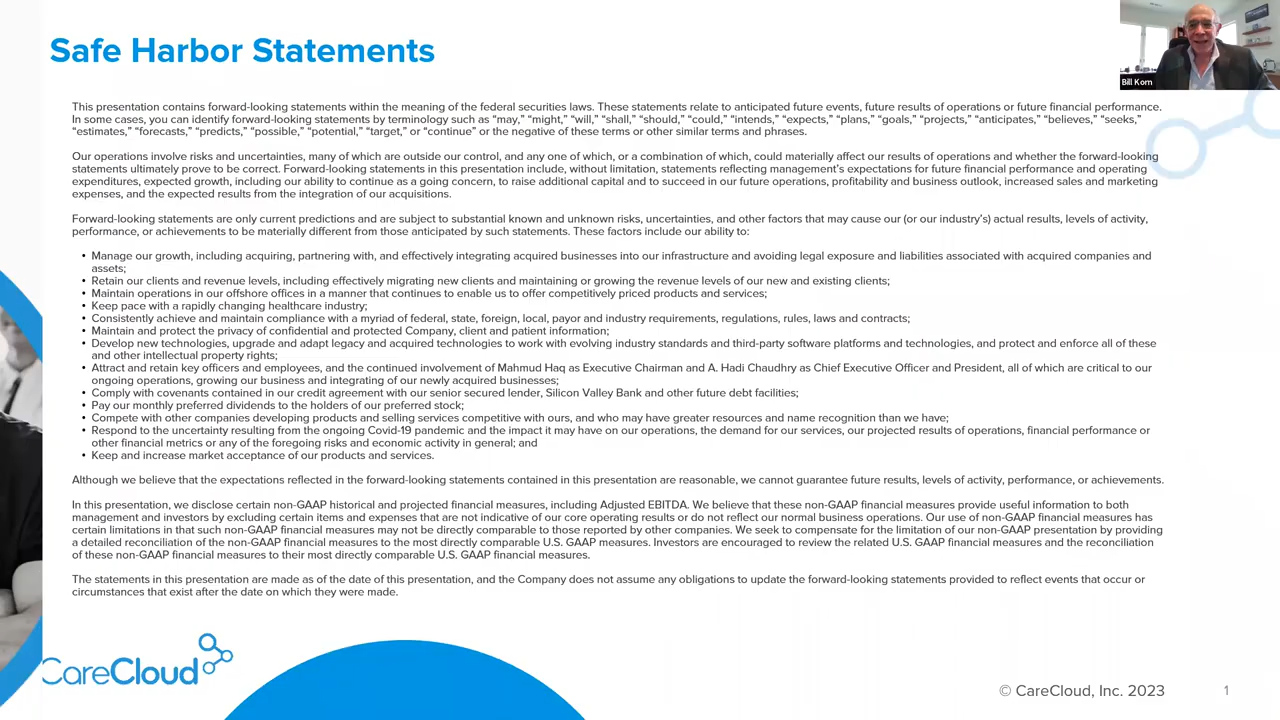 Safe Harbor Statements
Bill Korn
This presentation contains forward-looking statements within the meaning of the federal securities laws. These statements relate to anticipated future events, future results of operations or future financial performance.
In some cases, you can identify forward-looking statements by terminology such as “may,” “might,” “will,” “shall,” “should,” “could,” “intends,” “expects,” “plans,” “goals,” “projects,” “anticipates,” “believes,” “seeks,”
“estimates,” “forecasts,” “predicts,” “possible,” “potential,” “target,” or “continue” or the negative of these terms or other similar terms and phrases.
Our operations involve risks and uncertainties, many of which are outside our control, and any one of which, or a combination of which, could materially affect our results of operations and whether the forward-looking
statements ultimately prove to be correct. Forward-looking statements in this presentation include, without limitation, statements reflecting management’s expectations for future financial performance and operating
expenditures, expected growth, including our ability to continue as a going concern, to raise additional capital and to succeed in our future operations, profitability and business outlook, increased sales and marketing
expenses, and the expected results from the integration of our acquisitions.
Forward-looking statements are only current predictions and are subject to substantial known and unknown risks, uncertainties, and other factors that may cause our (or our industry’s) actual results, levels of activity,
performance, or achievements to be materially different from those anticipated by such statements. These factors include our ability to:
• Manage our growth, including acquiring, partnering with, and effectively integrating acquired businesses into our infrastructure and avoiding legal exposure and liabilities associated with acquired companies and
assets;
• Retain our clients and revenue levels, including effectively migrating new clients and maintaining or growing the revenue levels of our new and existing clients;
• Maintain operations in our offshore offices in a manner that continues to enable us to offer competitively priced products and services;
• Keep pace with a rapidly changing healthcare industry;
• Consistently achieve and maintain compliance with a myriad of federal, state, foreign, local, payor and industry requirements, regulations, rules, laws and contracts;
• Maintain and protect the privacy of confidential and protected Company, client and patient information;
• Develop new technologies, upgrade and adapt legacy and acquired technologies to work with evolving industry standards and third-party software platforms and technologies, and protect and enforce all of these
and other intellectual property rights;
• Attract and retain key officers and employees, and the continued involvement of Mahmud Haq as Executive Chairman and A. Hadi Chaudhry as Chief Executive Officer and President, all of which are critical to our
ongoing operations, growing our business and integrating of our newly acquired businesses;
• Comply with covenants contained in our credit agreement with our senior secured lender, Silicon Valley Bank and other future debt facilities;
• Pay our monthly preferred dividends to the holders of our preferred stock;
• Compete with other companies developing products and selling services competitive with ours, and who may have greater resources and name recognition than we have;
• Respond to the uncertainty resulting from the ongoing Covid-19 pandemic and the impact it may have on our operations, the demand for our services, our projected results of operations, financial performance or
other financial metrics or any of the foregoing risks and economic activity in general; and
• Keep and increase market acceptance of our products and services.
Although we believe that the expectations reflected in the forward-looking statements contained in this presentation are reasonable, we cannot guarantee future results, levels of activity, performance, or achievements.
In this presentation, we disclose certain non-GAAP historical and projected financial measures, including Adjusted EBITDA. We believe that these non-GAAP financial measures provide useful information to both
management and investors by excluding certain items and expenses that are not indicative of our core operating results or do not reflect our normal business operations. Our use of non-GAAP financial measures has
certain limitations in that such non-GAAP financial measures may not be directly comparable to those reported by other companies. We seek to compensate for the limitation of our non-GAAP presentation by providing
a detailed reconciliation of the non-GAAP financial measures to the most directly comparable U.S. GAAP measures. Investors are encouraged to review the related U.S. GAAP financial measures and the reconciliation
of these non-GAAP financial measures to their most directly comparable U.S. GAAP financial measures.
The statements in this presentation are made as of the date of this presentation, and the Company does not assume any obligations to update the forward-looking statements provided to reflect events that occur or
circumstances that exist after the date on which they were made.
CareCloud
© CareCloud, Inc. 2023
1